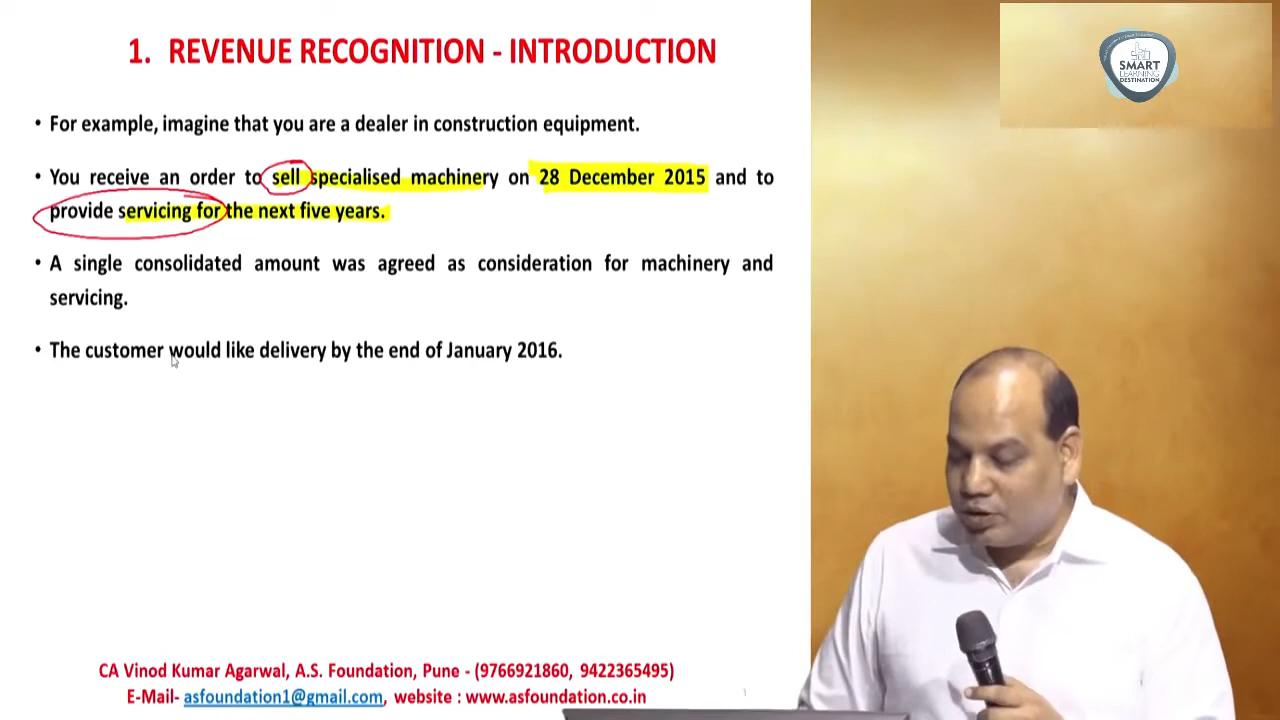 1. REVENUE RECOGNITION - INTRODUCTION
SMART
LEARNING
DESTINATION
• For example, imagine that you are a dealer in construction equipment.
• You receive an order to sell specialised machinery on 28 December 2015 and to
provide servicing for the next five years.
• A single consolidated amount was agreed as consideration for machinery and
servicing.
• The customer would like delivery by the end of January 2016.
CA Vinod Kumar Agarwal, A.S. Foundation, Pune - (9766921860, 9422365495)
E-Mail- asfoundation1@gmail.com, website : www.asfoundation.co.in
1